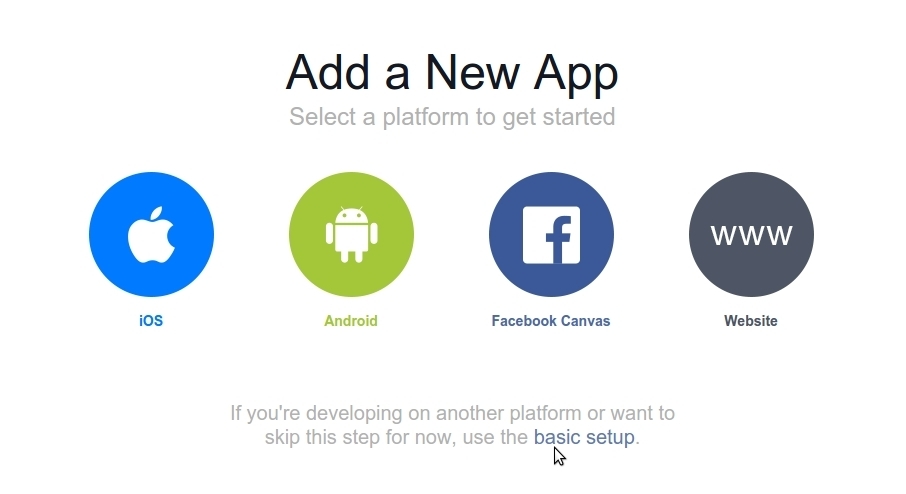 Add a New App
Select a platform to get started
www
iOS
Android
Facebook Canvas
Website
If you're developing on another platform or want to
skip this step for now, use the basic setup.